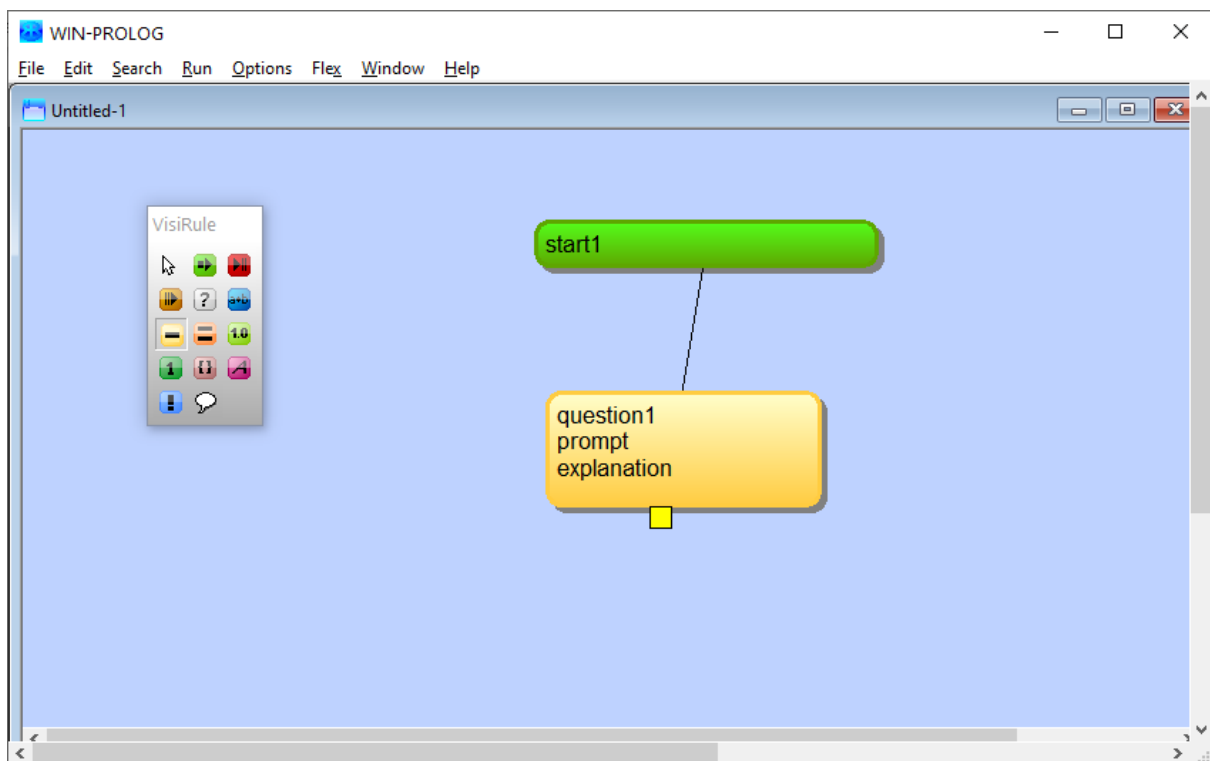 WIN-PROLOG
File Edit Search Run Options Flex Window Help
Untitled-1
VisiRule
?
a+b
1.0
1
{}
A
start1
question1
prompt
explanation